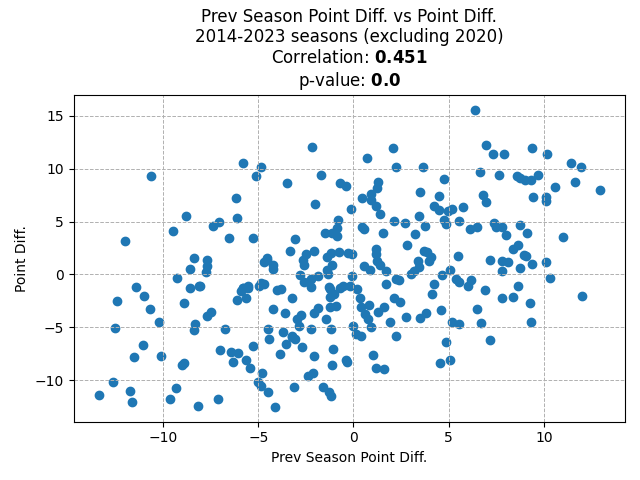 Prev Season Point Diff. vs Point Diff.
2014-2023 seasons (excluding 2020)
Correlation: 0.451
p-value: 0.0
15
10
5
0
−5
−10
Point Diff.
−10 −5 0 5 10
Prev Season Point Diff.